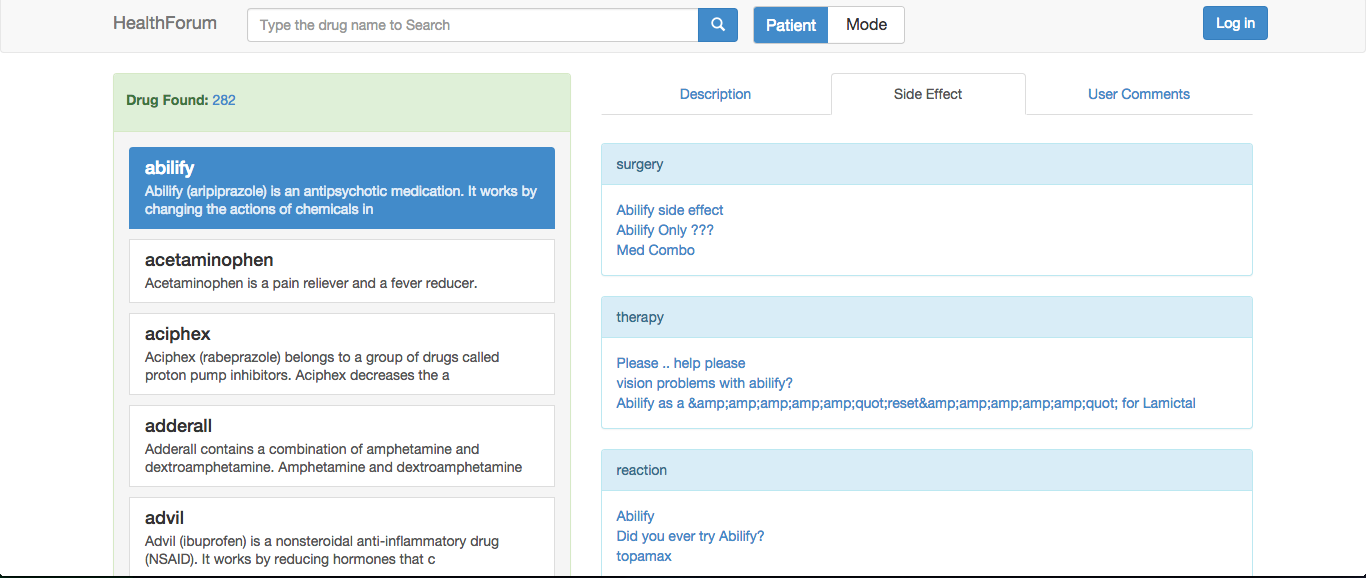 HealthForum
Type the drug name to Search
Patient
Mode
Log In
Drug Found: 282
abilify
Abilify (aripiprazole) is an antipsychotic medication. It works by
changing the actions of chemicals in
acetaminophen
Acetaminophen is a pain reliever and a fever reducer.
aciphex
Aciphex (rabeprazole) belongs to a group of drugs called
proton pump inhibitors. Aciphex decreases the a
adderall
Adderall contains a combination of amphetamine and
dextroamphetamine. Amphetamine and dextroamphetamine
advil
Advil (ibuprofen) is a nonsteroidal anti-inflammatory drug
(NSAID). It works by reducing hormones that c
Description
Side Effect
User Comments
surgery
Abilify side effect
Abilify Only ???
Med Combo
therapy
Please .. help please
vision problems with abilify?
Abilify as a &amp;amp;amp;amp;amp;quot;reset&amp;amp;amp;amp;amp;quot; for Lamictal
reaction
Abilify
Did you ever try Abilify?
topamax